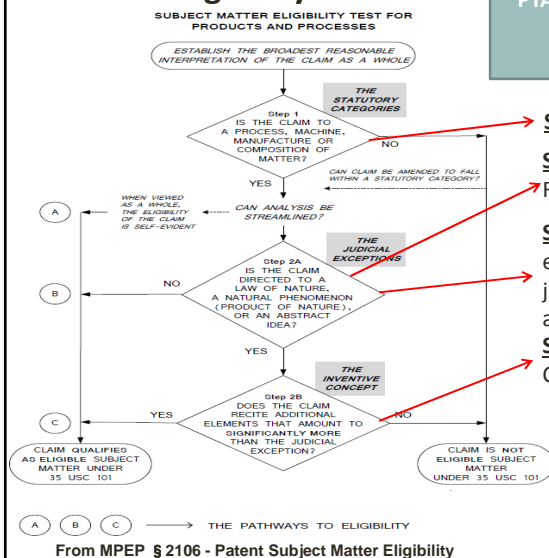 SUBJECT MATTER ELIGIBILITY TEST FOR
PRODUCTS AND PROCESSES
ESTABLISH THE BROADEST REASONABLE
INTERPRETATION OF THE CLAIM AS A WHOLE
THE
STATUTORY
CATEGORIES
Step 1
IS THE CLAIM TO
A PROCESS, MACHINE,
MANUFACTURE OR
COMPOSITION OF
MATTER?
NO
YES
CAN CLAIM BE AMENDED TO FALL
WITHIN A STATUTORY CATEGORY?
WHEN VIEWED
AS A WHOLE,
THE ELIGIBILITY
OF THE CLAIM
IS SELF-EVIDENT
CAN ANALYSIS BE
STREAMLINED?
A
THE
JUDICIAL
EXCEPTIONS
Step 2A
IS THE CLAIM
DIRECTED TO A
LAW OF NATURE,
A NATURAL PHENOMENON
(PRODUCT OF NATURE),
OR AN ABSTRACT
IDEA?
NO
B
YES
THE
INVENTIVE
CONCEPT
Step 2B
DOES THE CLAIM
RECITE ADDITIONAL
ELEMENTS THAT AMOUNT TO
SIGNIFICANTLY MORE
THAN THE JUDICIAL
EXCEPTION?
YES
NO
C
CLAIM QUALIFIES
AS ELIGIBLE SUBJECT
MATTER UNDER
35 USC 101
CLAIM IS NOT
ELIGIBLE SUBJECT
MATTER
UNDER 35 USC 101
A B C THE PATHWAYS TO ELIGIBILITY
From MPEP § 2106 - Patent Subject Matter Eligibility